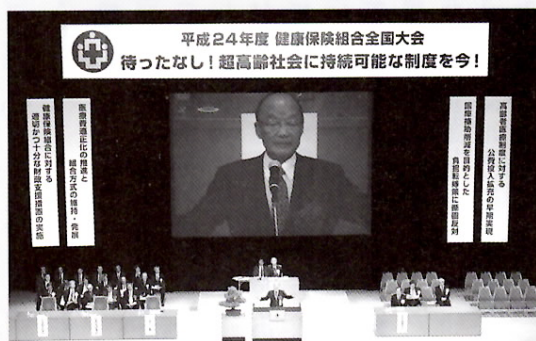 平成24年度 健康保険組合全国大会
待ったなし!超高齢社会に持続可能な制度を今!
高齢者医療制度に対する
公費投入拡充の早期実現
国庫補助削減を目的とした
負担転嫁策に断固反対
医療費適正化の推進と
組合方式の維持・発展
健康保険組合に対する
適切かつ十分な財政支援措置の実施